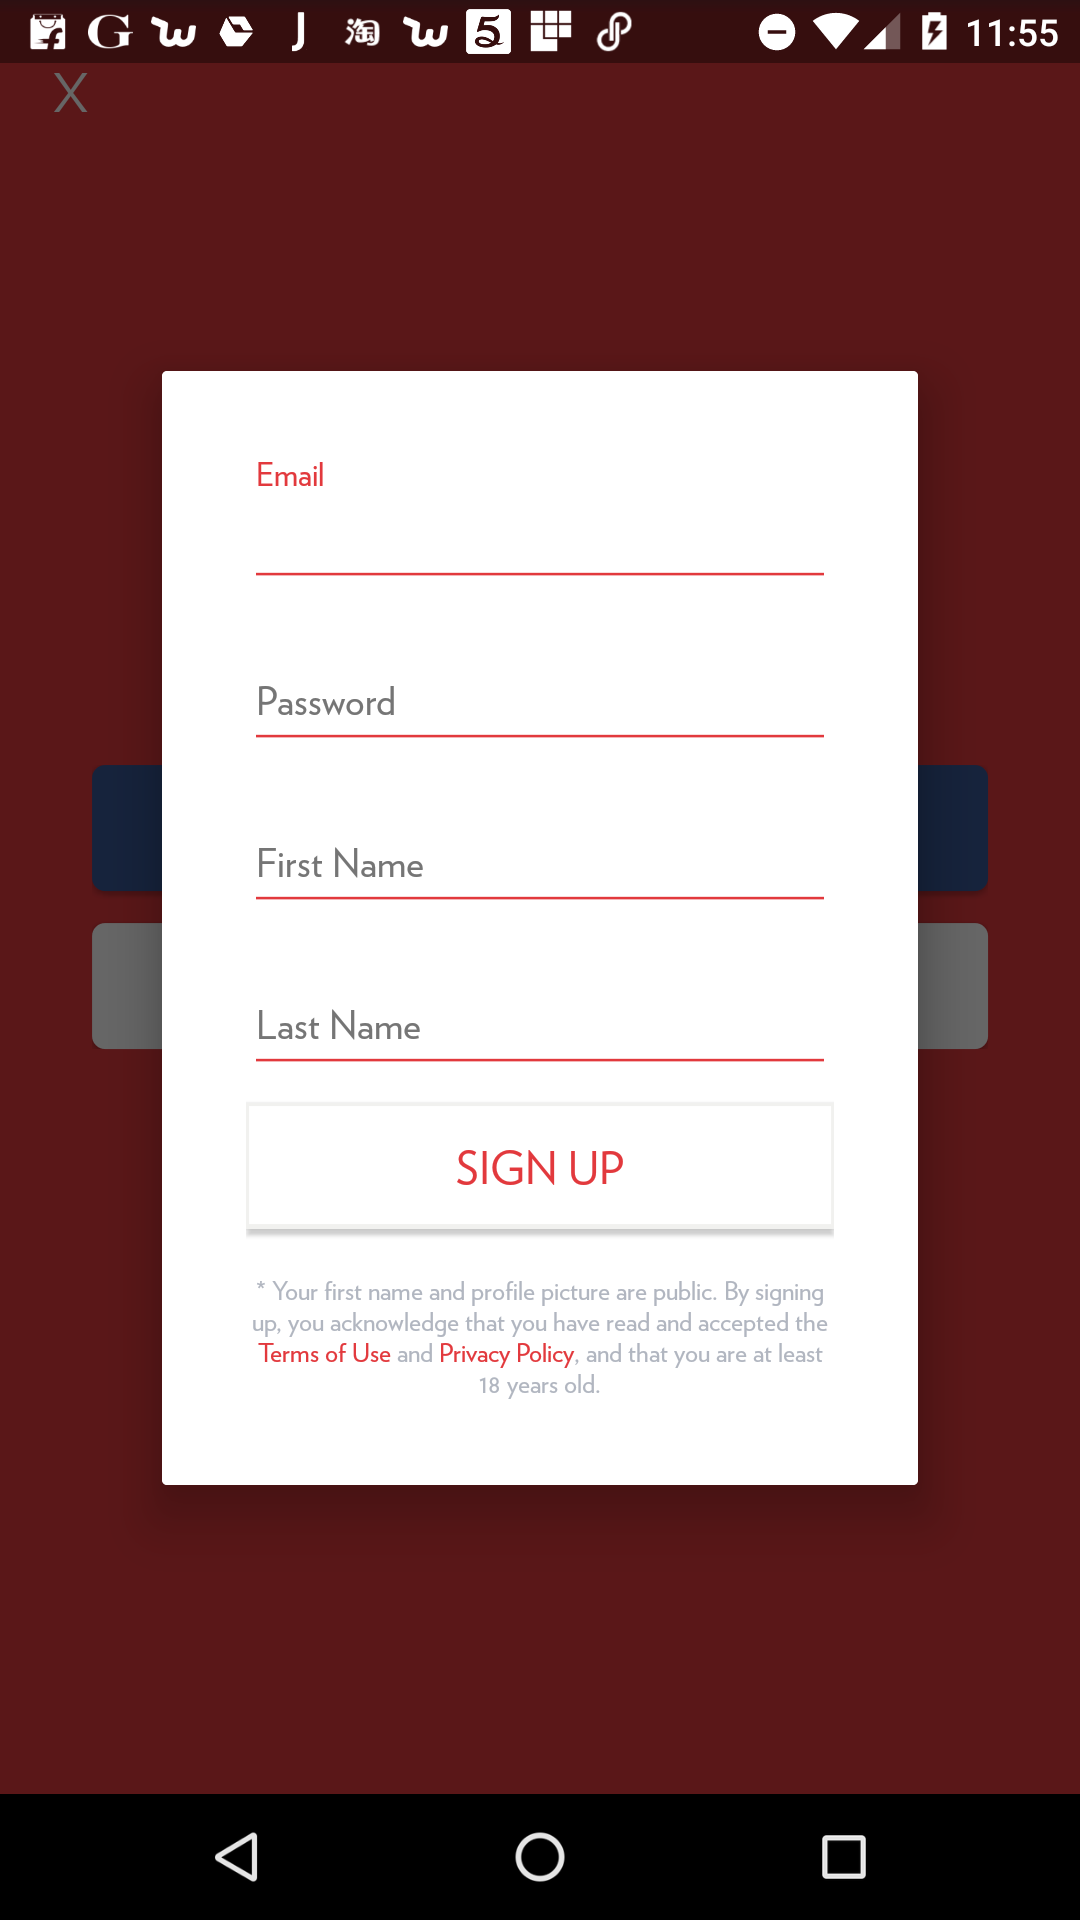 G J 淘 5 11:55
X
Email
Password
First Name
Last Name
SIGN UP
* Your first name and profile picture are public. By signing
up, you acknowledge that you have read and accepted the
Terms of Use and Privacy Policy, and that you are at least
18 years old.